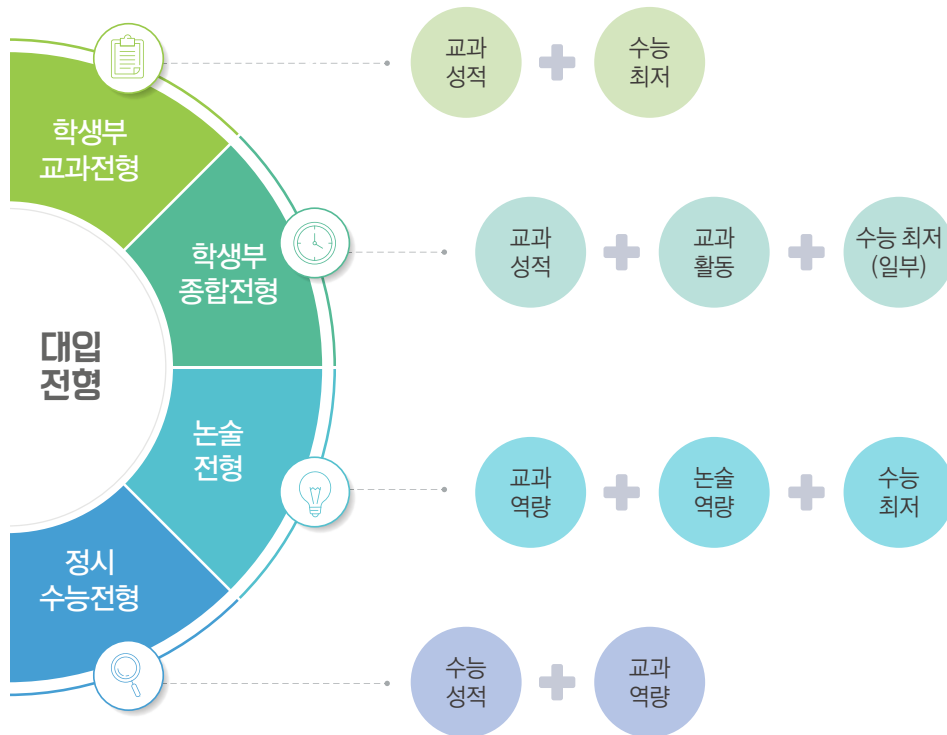 대입
전형
학생부
교과전형
교과
성적
수능
최저
학생부
종합전형
교과
성적
교과
활동
수능 최저
(일부)
논술
전형
교과
역량
논술
역량
수능
최저
정시
수능전형
수능
성적
교과
역량